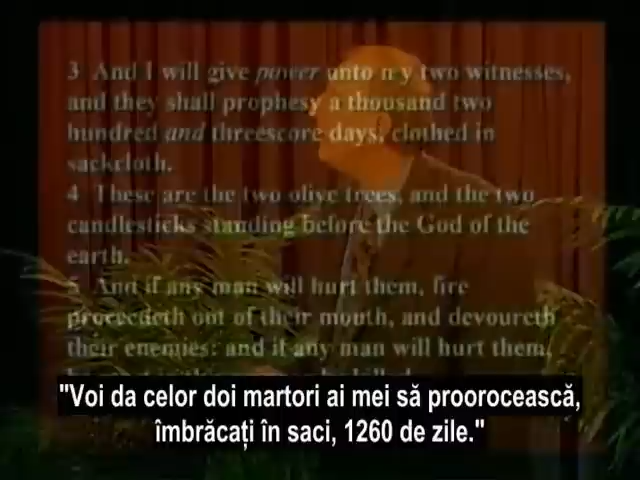 3 And I will give power unto my two witnesses,
and they shall prophesy a thousand two
hundred and threescore days, clothed in
sackcloth.
4 These are the two olive trees, and the two
candlesticks standing before the God of the
earth.
5 And if any man will hurt them, fire
proceedeth out of their mouth, and devoureth
their enemies: and if any man will hurt them,
"Voi da celor doi martori ai mei să proorocească,
îmbrăcați în saci, 1260 de zile."